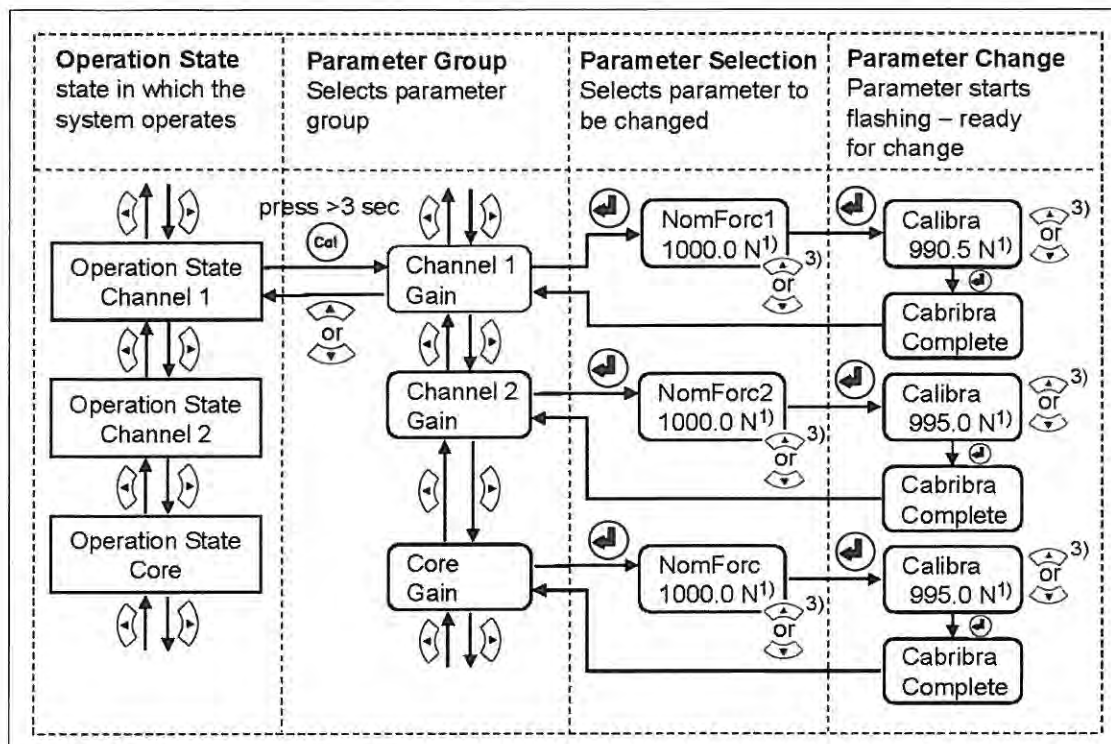 Operation State
state in which the
system operates
Parameter Group
Selects parameter
group
Parameter Selection
Selects parameter to
be changed
Parameter Change
Parameter starts
flashing – ready
for change
press >3 sec
Cal
or
Operation State
Channel 1
Channel 1
Gain
NomForc1
1000.0 N1)
3)
or
Calibra
990.5 N1)
3)
or
Cabribra
Complete
Operation State
Channel 2
Channel 2
Gain
NomForc2
1000.0 N1)
3)
or
Calibra
995.0 N1)
3)
or
Cabribra
Complete
Operation State
Core
Core
Gain
NomForc
1000.0 N1)
3)
or
Calibra
995.0 N1)
3)
or
Cabribra
Complete